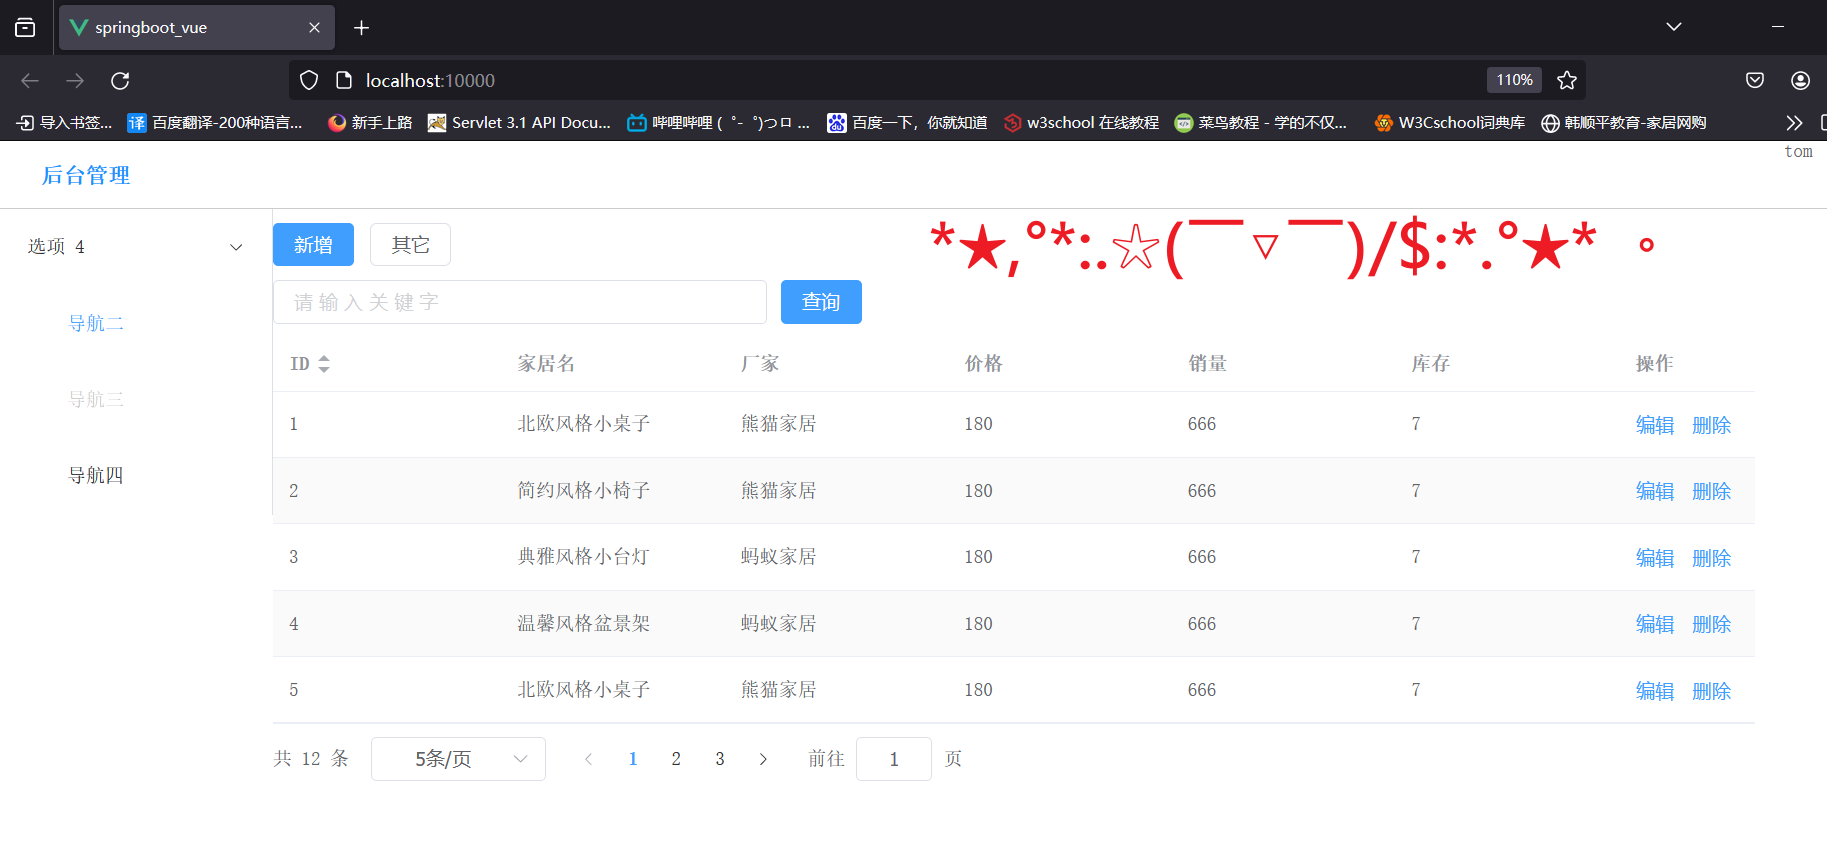 springboot_vue
localhost:10000
110%
导入书签... 百度翻译-200种语言... 新手上路 Servlet 3.1 API Docu... 哔哩哔哩 ( ゜- ゜)つロ ... 百度一下，你就知道 w3school 在线教程 菜鸟教程 - 学的不仅... W3Cschool词典库 韩顺平教育-家居网购
tom
后台管理
选项 4
导航二
导航三
导航四
新增 其它
*★,°*:.☆(￣▽￣)/$:*.°★* 。
请输入关键字 查询
ID 家居名 厂家 价格 销量 库存 操作
1 北欧风格小桌子 熊猫家居 180 666 7 编辑 删除
2 简约风格小椅子 熊猫家居 180 666 7 编辑 删除
3 典雅风格小台灯 蚂蚁家居 180 666 7 编辑 删除
4 温馨风格盆景架 蚂蚁家居 180 666 7 编辑 删除
5 北欧风格小桌子 熊猫家居 180 666 7 编辑 删除
共 12 条 5条/页 1 2 3 前往 1 页